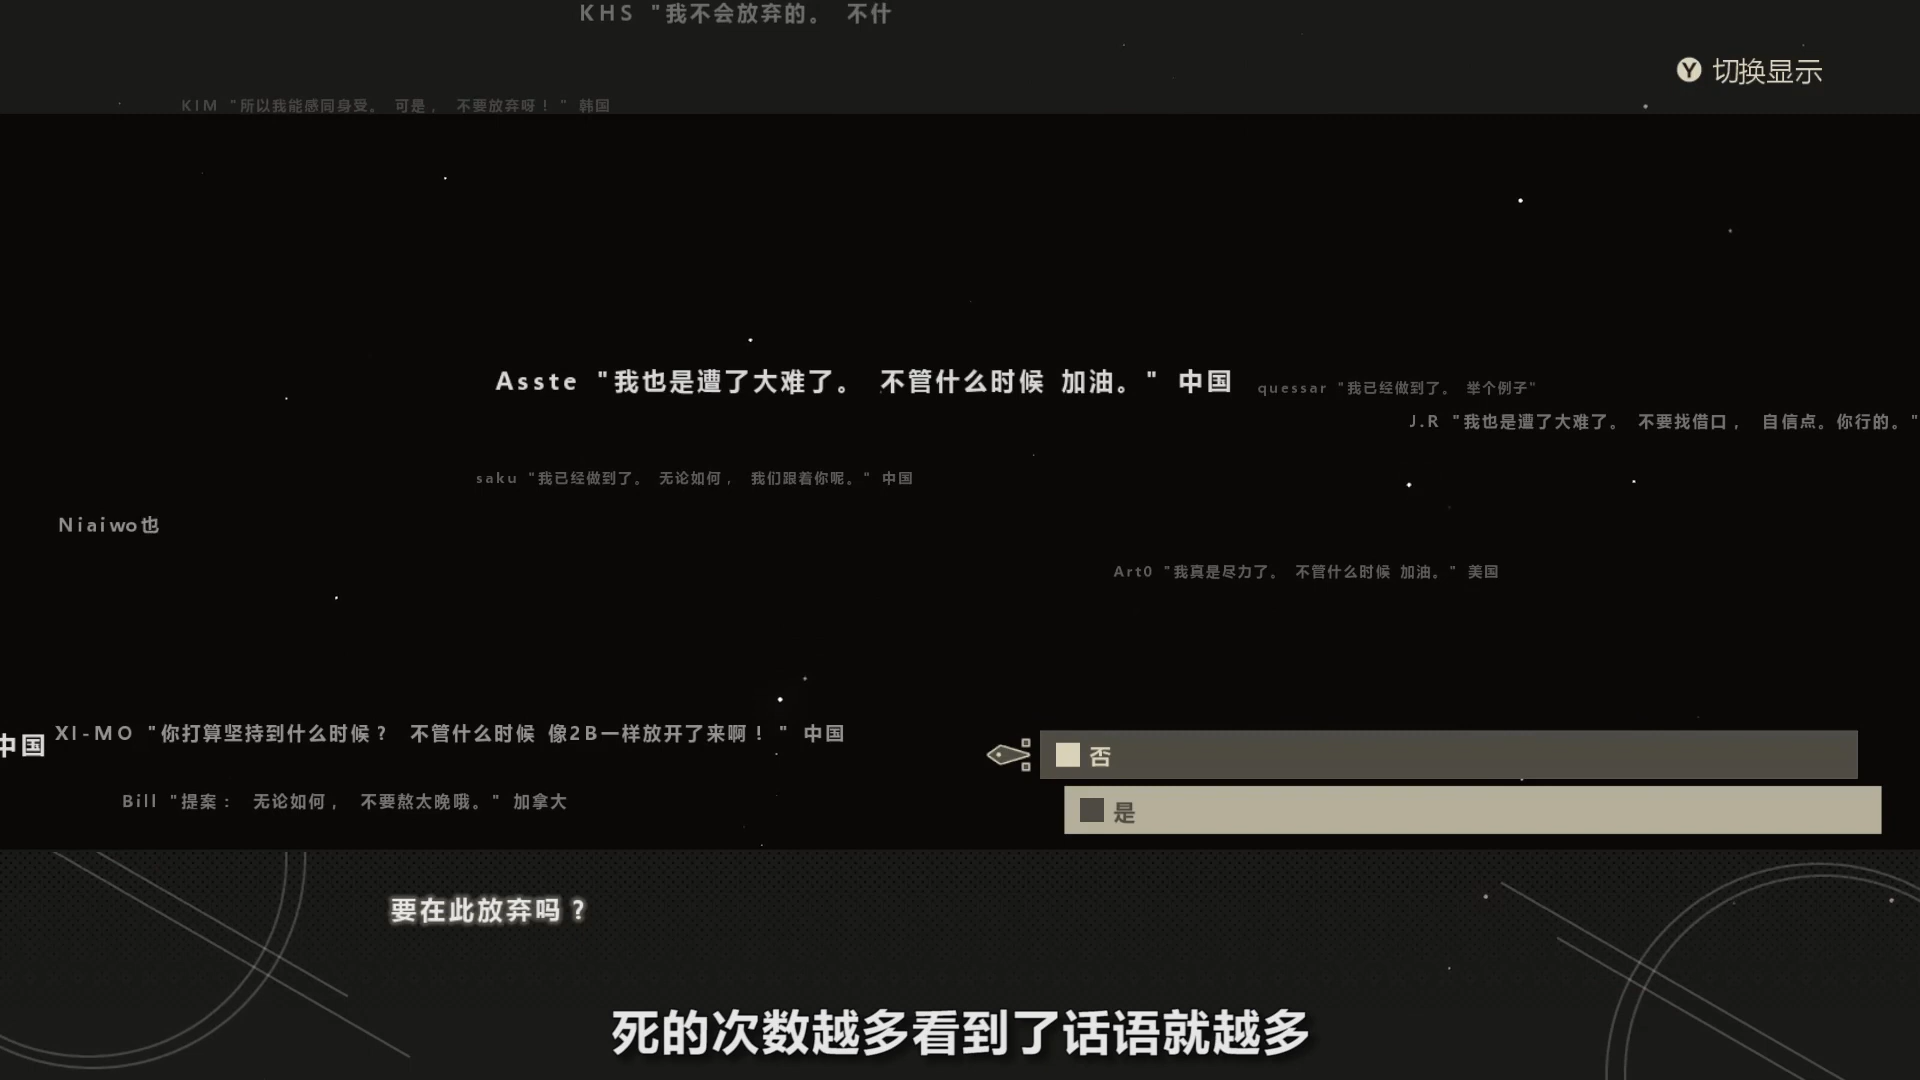 KHS "我不会放弃的。 不什
Y 切换显示
KIM "所以我能感同身受。 可是， 不要放弃呀！" 韩国
Asste "我也是遭了大难了。 不管什么时候 加油。" 中国
quessar "我已经做到了。 举个例子"
J.R "我也是遭了大难了。 不要找借口， 自信点。你行的。"
saku "我已经做到了。 无论如何， 我们跟着你呢。" 中国
Niaiwo也
Art0 "我真是尽力了。 不管什么时候 加油。" 美国
中国
XI-MO "你打算坚持到什么时候？ 不管什么时候 像2B一样放开了来啊！" 中国
否
Bill "提案： 无论如何， 不要熬太晚哦。" 加拿大
是
要在此放弃吗？
死的次数越多看到了话语就越多